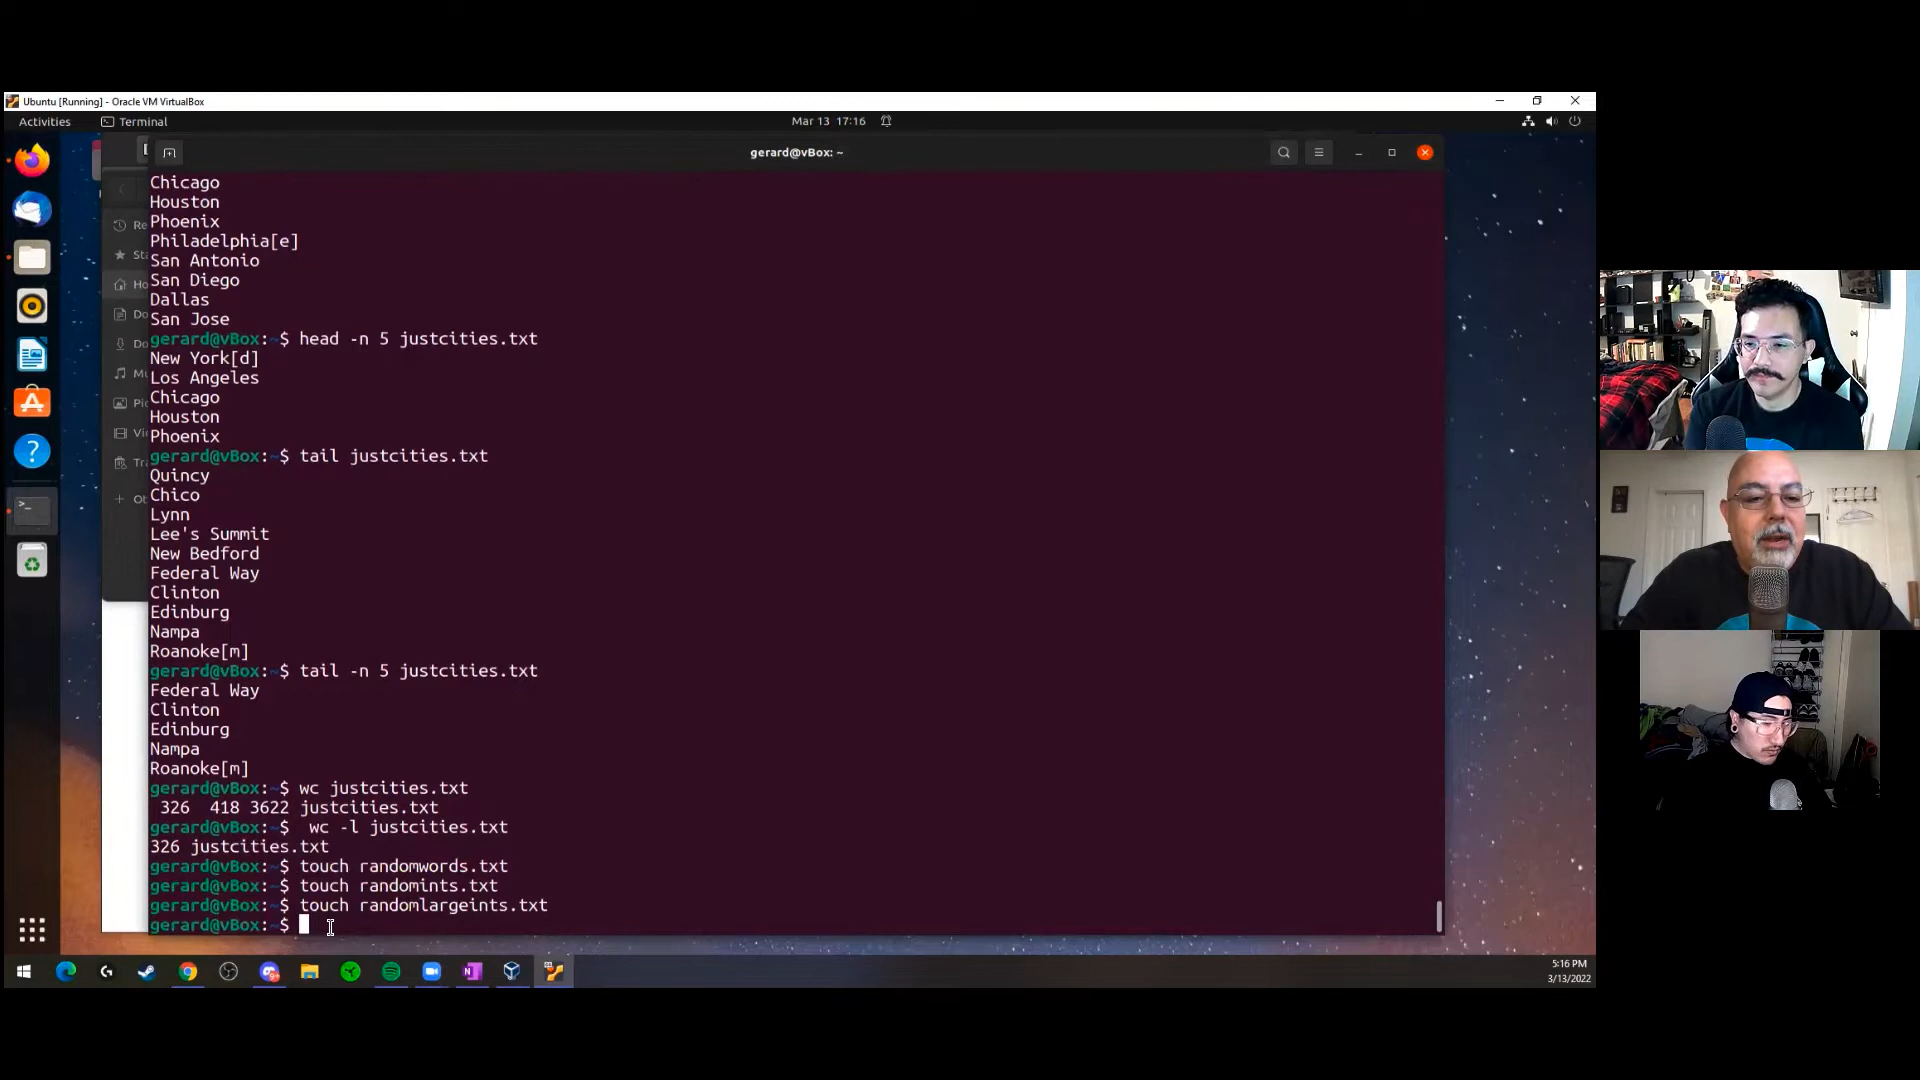 Ubuntu [Running] - Oracle VM VirtualBox
Activities
Terminal
Mar 13 17:16
gerard@vBox: ~
Chicago
Houston
Phoenix
Philadelphia[e]
San Antonio
San Diego
Dallas
San Jose
gerard@vBox:~$ head -n 5 justcities.txt
New York[d]
Los Angeles
Chicago
Houston
Phoenix
gerard@vBox:~$ tail justcities.txt
Quincy
Chico
Lynn
Lee's Summit
New Bedford
Federal Way
Clinton
Edinburg
Nampa
Roanoke[m]
gerard@vBox:~$ tail -n 5 justcities.txt
Federal Way
Clinton
Edinburg
Nampa
Roanoke[m]
gerard@vBox:~$ wc justcities.txt
326 418 3622 justcities.txt
gerard@vBox:~$ wc -l justcities.txt
326 justcities.txt
gerard@vBox:~$ touch randomwords.txt
gerard@vBox:~$ touch randomints.txt
gerard@vBox:~$ touch randomlargeints.txt
gerard@vBox:~$
5:16 PM
3/13/2022